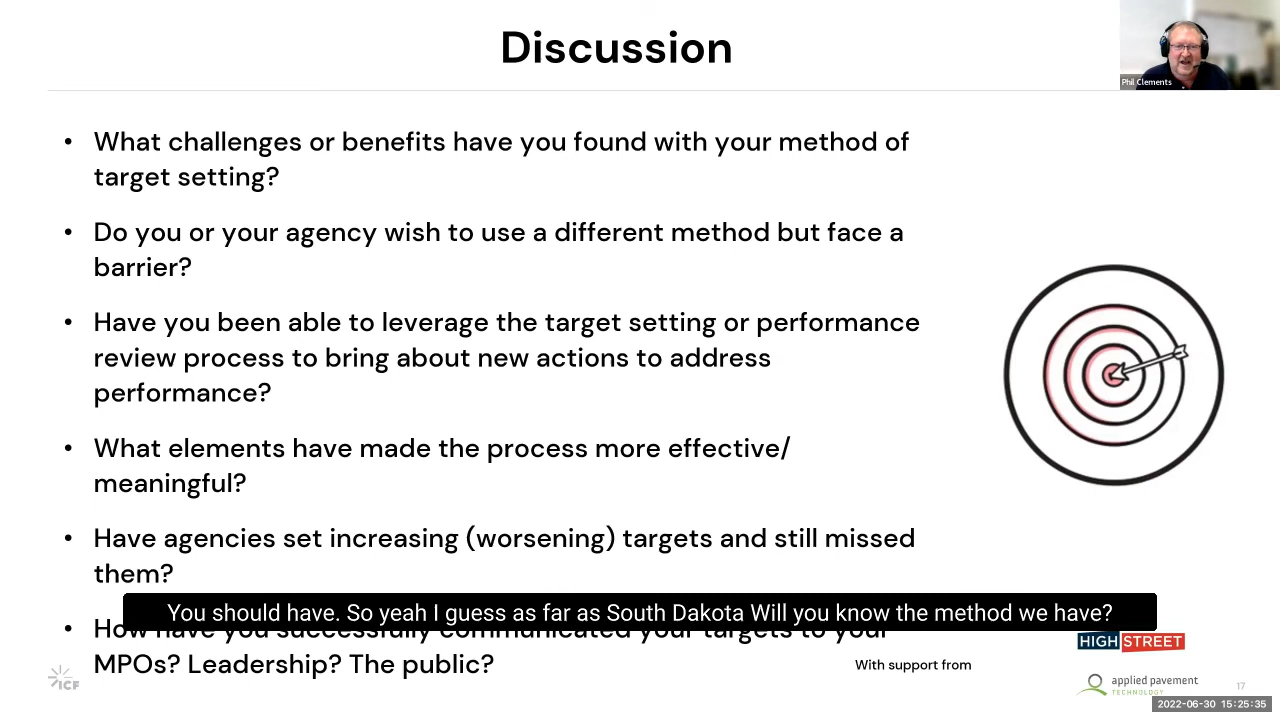 Discussion
Phil Clements
• What challenges or benefits have you found with your method of
target setting?
• Do you or your agency wish to use a different method but face a
barrier?
• Have you been able to leverage the target setting or performance
review process to bring about new actions to address
performance?
• What elements have made the process more effective/
meaningful?
• Have agencies set increasing (worsening) targets and still missed
them?
You should have. So yeah I guess as far as South Dakota Will you know the method we have?
• How have you successfully communicated your targets to your
MPOs? Leadership? The public?
HIGH STREET
With support from
ICF
applied pavement
TECHNOLOGY
17
2022-06-30 15:25:35